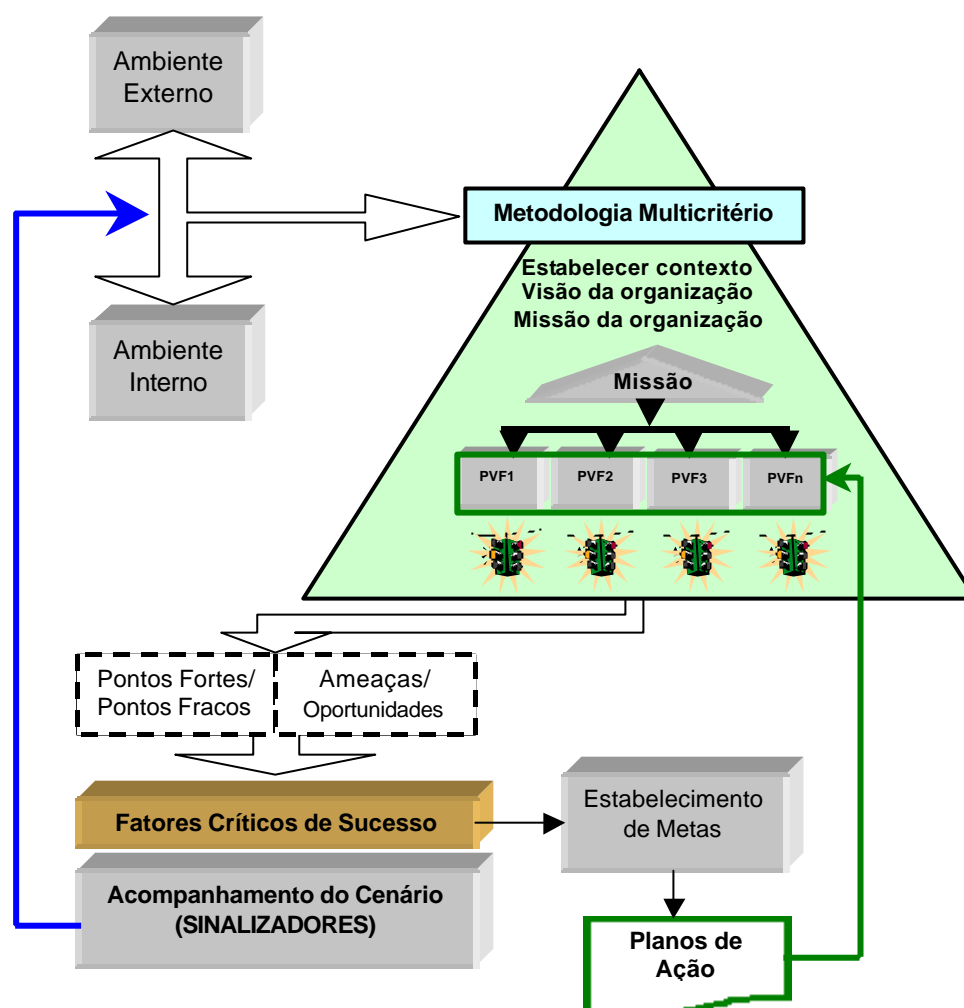 Ambiente
Externo
Metodologia Multicritério
Estabelecer contexto
Visão da organização
Missão da organização
Ambiente
Interno
Missão
PVF1
PVF2
PVF3
PVFn
Pontos Fortes/
Pontos Fracos
Ameaças/
Oportunidades
Fatores Críticos de Sucesso
Estabelecimento
de Metas
Acompanhamento do Cenário
(SINALIZADORES)
Planos de
Ação